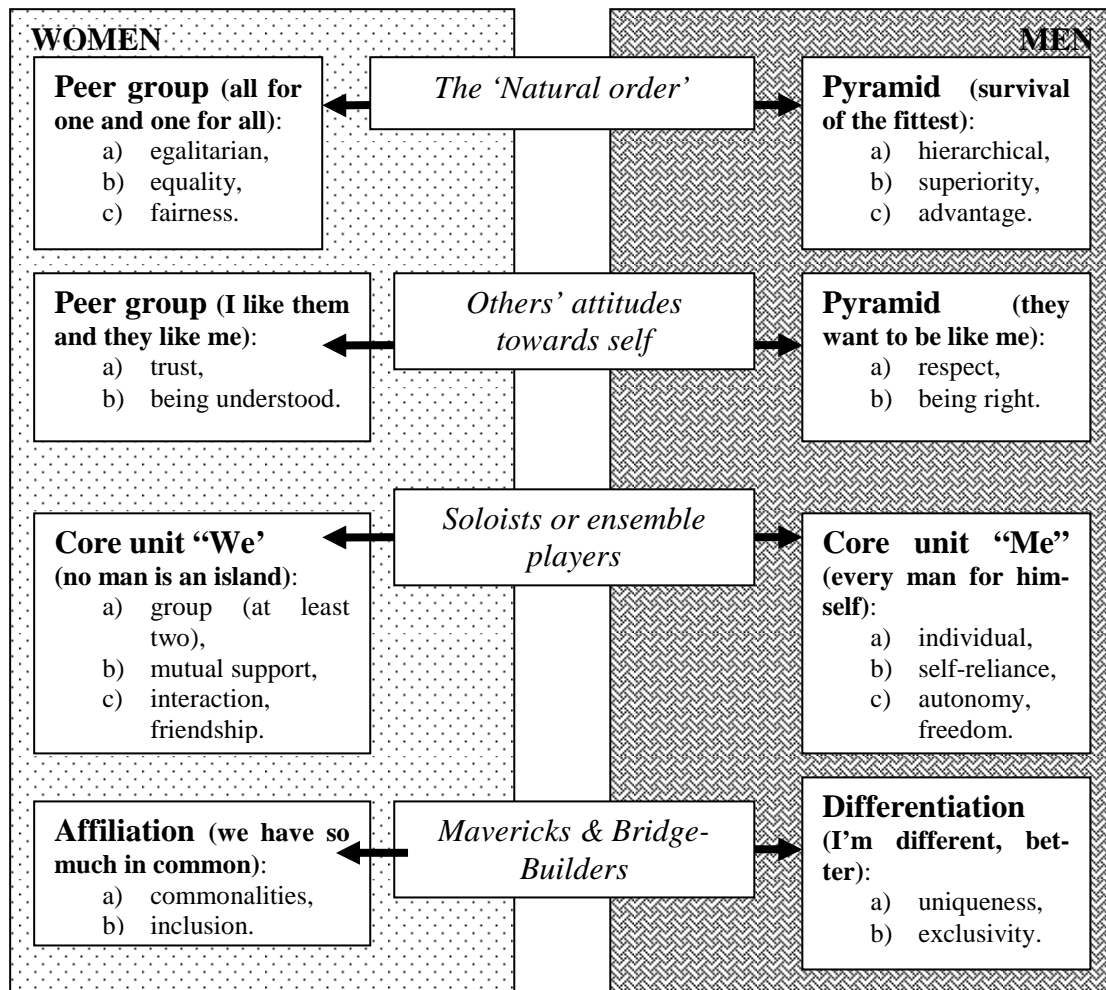 WOMEN
MEN
Peer group (all for
one and one for all):
a) egalitarian,
b) equality,
c) fairness.
The ‘Natural order’
Pyramid (survival
of the fittest):
a) hierarchical,
b) superiority,
c) advantage.
Peer group (I like them
and they like me):
a) trust,
b) being understood.
Others’ attitudes
towards self
Pyramid (they
want to be like me):
a) respect,
b) being right.
Core unit “We’
(no man is an island):
a) group (at least
two),
b) mutual support,
c) interaction,
friendship.
Soloists or ensemble
players
Core unit “Me”
(every man for him-
self):
a) individual,
b) self-reliance,
c) autonomy,
freedom.
Affiliation (we have so
much in common):
a) commonalities,
b) inclusion.
Mavericks & Bridge-
Builders
Differentiation
(I’m different, bet-
ter):
a) uniqueness,
b) exclusivity.